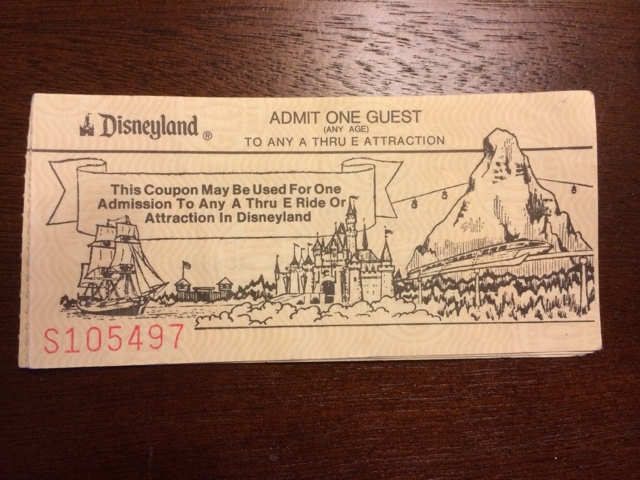 Disneyland ®
ADMIT ONE GUEST
(ANY AGE)
TO ANY A THRU E ATTRACTION
This Coupon May Be Used For One
Admission To Any A Thru E Ride Or
Attraction In Disneyland
S105497